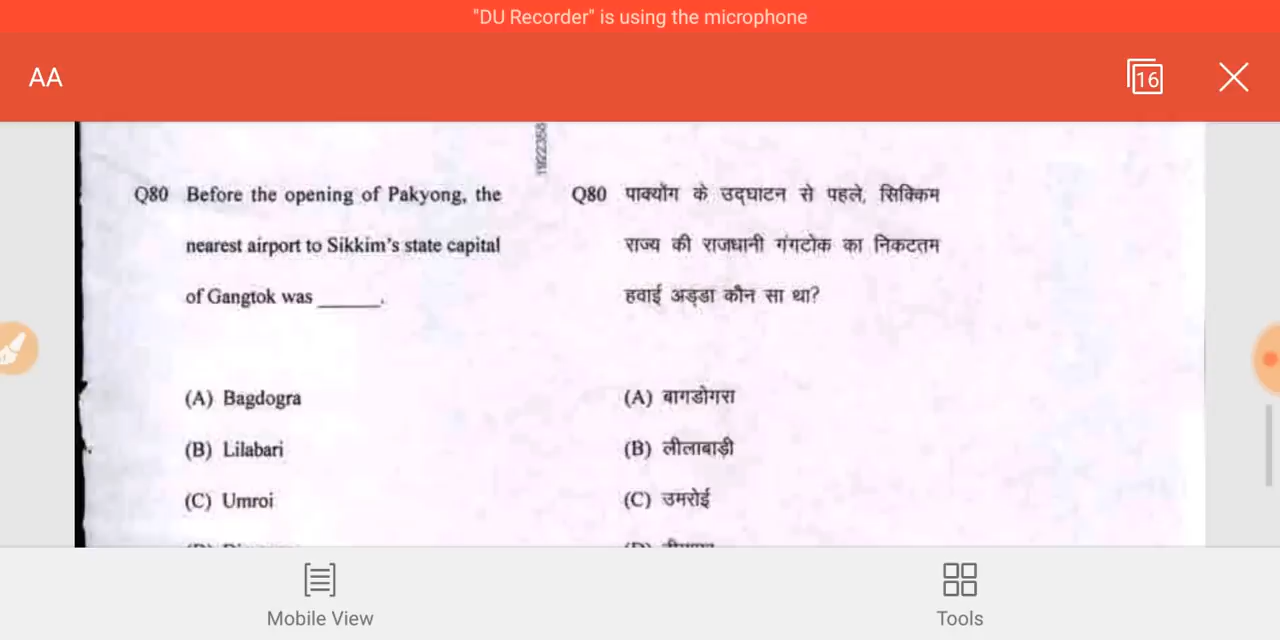 "DU Recorder" is using the microphone
AA
16
1922358
Q80 Before the opening of Pakyong, the
nearest airport to Sikkim's state capital
of Gangtok was ______.
(A) Bagdogra
(B) Lilabari
(C) Umroi
Q80 पाक्योंग के उद्घाटन से पहले, सिक्किम
राज्य की राजधानी गंगटोक का निकटतम
हवाई अड्डा कौन सा था?
(A) बागडोगरा
(B) लीलाबाड़ी
(C) उमरोई
Mobile View
Tools